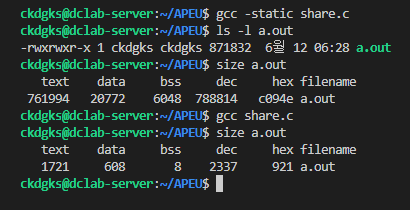 ckdgks@dclab-server:~/APEU$ gcc -static share.c
ckdgks@dclab-server:~/APEU$ ls -l a.out
-rwxrwxr-x 1 ckdgks ckdgks 871832  6월 12 06:28 a.out
ckdgks@dclab-server:~/APEU$ size a.out
   text    data     bss     dec     hex filename
 761994   20772    6048  788814   c094e a.out
ckdgks@dclab-server:~/APEU$ gcc share.c
ckdgks@dclab-server:~/APEU$ size a.out
   text    data     bss     dec     hex filename
   1721     608       8    2337     921 a.out
ckdgks@dclab-server:~/APEU$